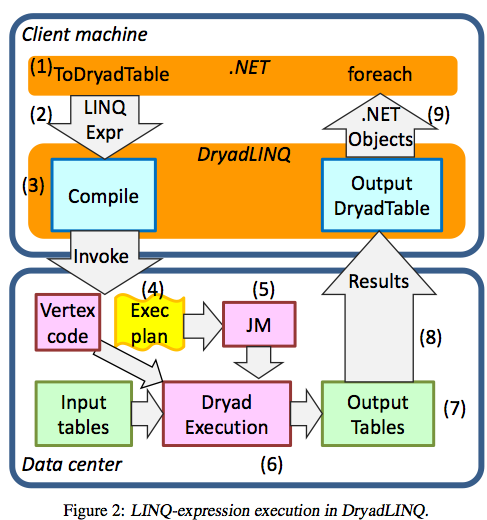 Client machine
(1) ToDryadTable .NET foreach
(2) LINQ
Expr
.NET (9)
Objects
DryadLINQ
(3) Compile
Output
DryadTable
Invoke
(4) (5) Results
Vertex
code
Exec
plan
JM
(8)
Input
tables
Dryad
Execution
Output
Tables
(7)
Data center (6)
Figure 2: LINQ-expression execution in DryadLINQ.